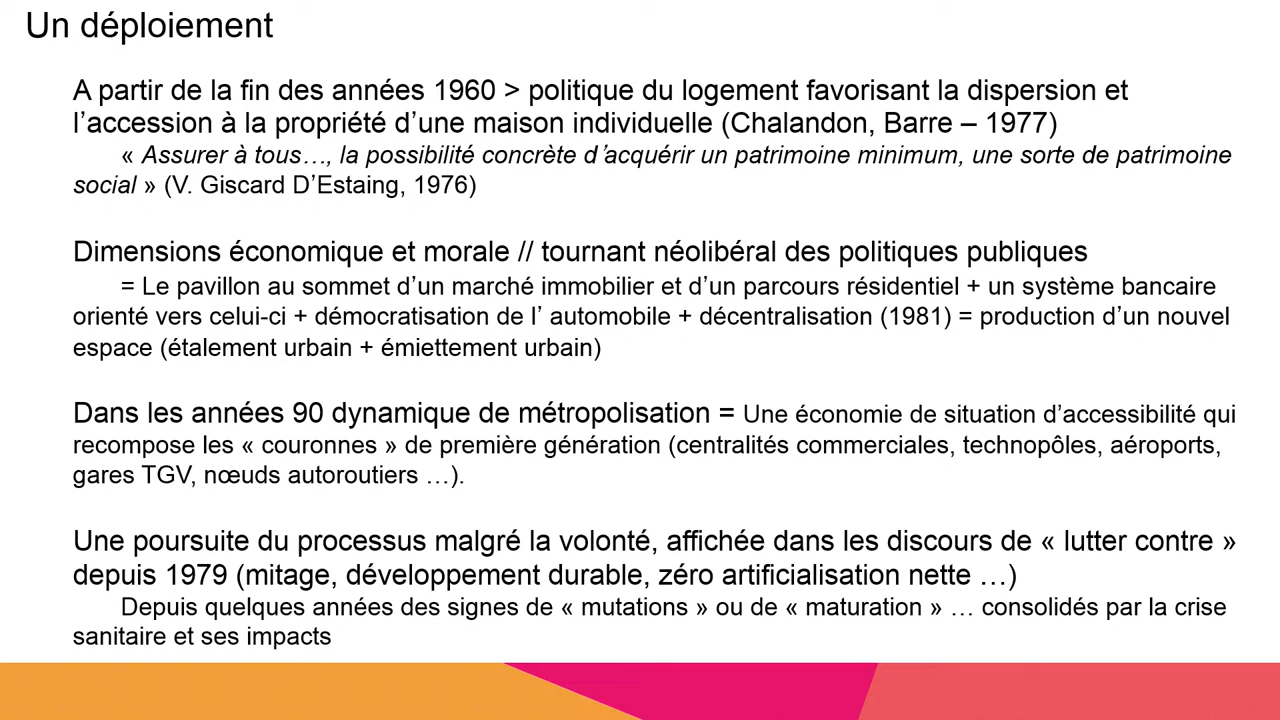 Un déploiement
A partir de la fin des années 1960 > politique du logement favorisant la dispersion et
l’accession à la propriété d’une maison individuelle (Chalandon, Barre – 1977)
« Assurer à tous…, la possibilité concrète d’acquérir un patrimoine minimum, une sorte de patrimoine
social » (V. Giscard D’Estaing, 1976)
Dimensions économique et morale // tournant néolibéral des politiques publiques
= Le pavillon au sommet d’un marché immobilier et d’un parcours résidentiel + un système bancaire
orienté vers celui-ci + démocratisation de l’ automobile + décentralisation (1981) = production d’un nouvel
espace (étalement urbain + émiettement urbain)
Dans les années 90 dynamique de métropolisation = Une économie de situation d’accessibilité qui
recompose les « couronnes » de première génération (centralités commerciales, technopôles, aéroports,
gares TGV, nœuds autoroutiers …).
Une poursuite du processus malgré la volonté, affichée dans les discours de « lutter contre »
depuis 1979 (mitage, développement durable, zéro artificialisation nette …)
Depuis quelques années des signes de « mutations » ou de « maturation » … consolidés par la crise
sanitaire et ses impacts